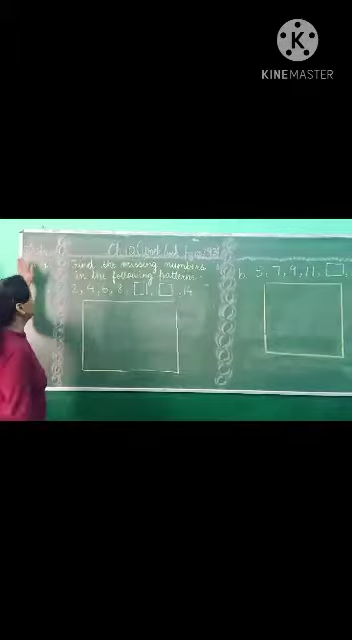 KINEMASTER
Find the missing numbers
in the following patterns.
2, 4, 6, 8, □, □, 14
b. 5, 7, 9, 11, □,